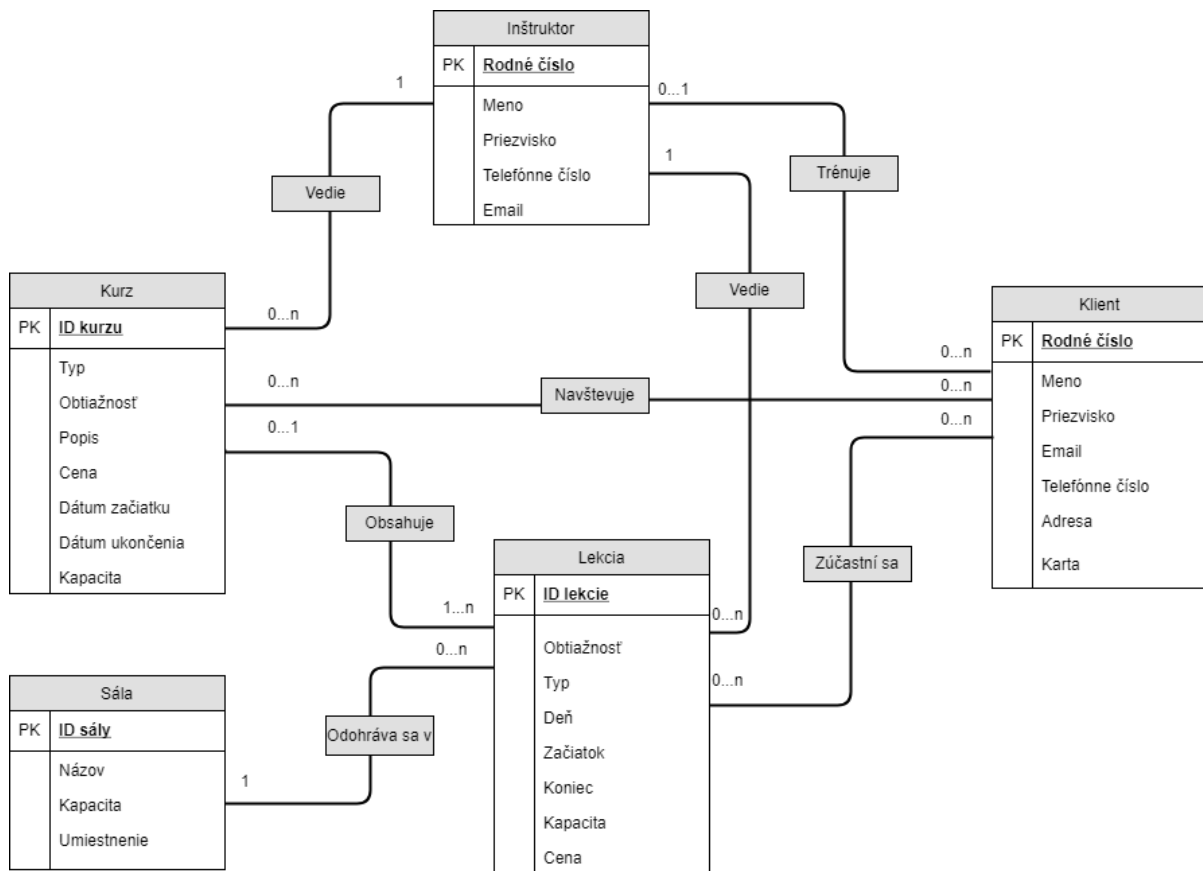 Inštruktor
PK Rodné číslo
Meno
Priezvisko
Telefónne číslo
Email
1
0...1
1
Vedie
Trénuje
Vedie
Kurz
PK ID kurzu
Typ
Obtiažnosť
Popis
Cena
Dátum začiatku
Dátum ukončenia
Kapacita
0...n
0...n
0...1
Navštevuje
Klient
PK Rodné číslo
Meno
Priezvisko
Email
Telefónne číslo
Adresa
Karta
0...n
0...n
0...n
Obsahuje
Zúčastní sa
Lekcia
PK ID lekcie
Obtiažnosť
Typ
Deň
Začiatok
Koniec
Kapacita
Cena
1...n
0...n
0...n
0...n
Sála
PK ID sály
Názov
Kapacita
Umiestnenie
Odohráva sa v
1